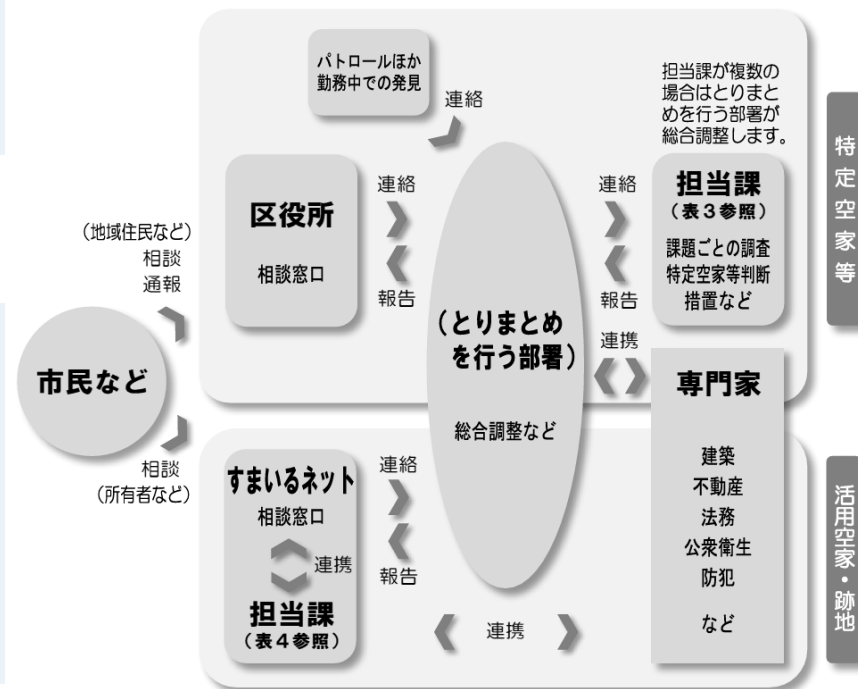 パトロールほか
勤務中での発見
連絡
担当課が複数の
場合はとりまと
めを行う部署が
総合調整します。
特定空家等
区役所
相談窓口
連絡
報告
連絡
報告
担当課
(表3参照)
課題ごとの調査
特定空家等判断
措置など
(地域住民など)
相談
通報
市民など
相談
(所有者など)
(とりまとめ
を行う部署)
総合調整など
連携
専門家
建築
不動産
法務
公衆衛生
防犯
など
すまいるネット
相談窓口
連携
担当課
(表4参照)
連絡
報告
連携
活用空家・跡地